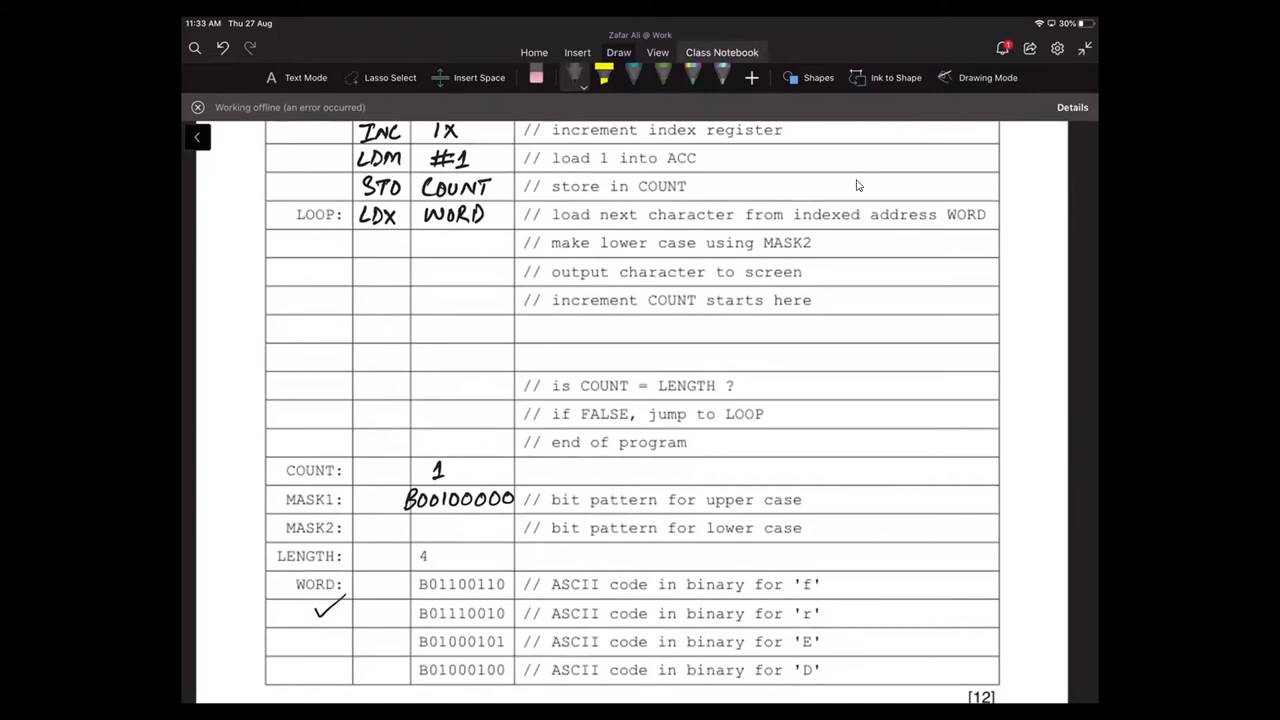 11:33 AM Thu 27 Aug
30%
Zafar Ali @ Work
Home Insert Draw View Class Notebook
1
A Text Mode Lasso Select Insert Space Shapes Ink to Shape Drawing Mode
Working offline (an error occurred) Details
INC IX // increment index register
LDM #1 // load 1 into ACC
STO COUNT // store in COUNT
LOOP: LDX WORD // load next character from indexed address WORD
// make lower case using MASK2
// output character to screen
// increment COUNT starts here
// is COUNT = LENGTH ?
// if FALSE, jump to LOOP
// end of program
COUNT: 1
MASK1: B00100000 // bit pattern for upper case
MASK2: // bit pattern for lower case
LENGTH: 4
WORD: B01100110 // ASCII code in binary for 'f'
B01110010 // ASCII code in binary for 'r'
B01000101 // ASCII code in binary for 'E'
B01000100 // ASCII code in binary for 'D'
[12]